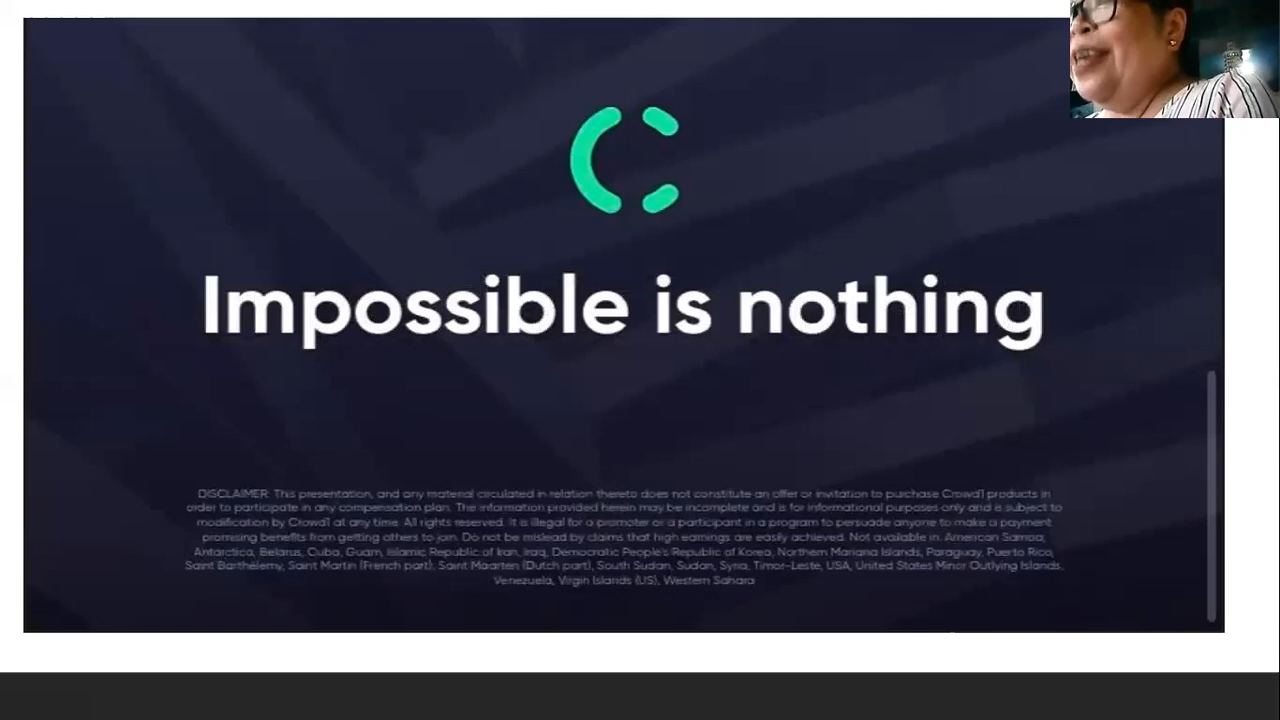 Impossible is nothing
DISCLAIMER: This presentation, and any material circulated in relation thereto does not constitute an offer or invitation to purchase Crowd1 products in
order to participate in any compensation plan. The information provided herein may be incomplete and is for informational purposes only and is subject to
modification by Crowd1 at any time. All rights reserved. It is illegal for a promoter or a participant in a program to persuade anyone to make a payment
promising benefits from getting others to join. Do not be mislead by claims that high earnings are easily achieved. Not available in: American Samoa,
Antarctica, Belarus, Cuba, Guam, Islamic Republic of Iran, Iraq, Democratic People's Republic of Korea, Northern Mariana Islands, Paraguay, Puerto Rico,
Saint Barthélemy, Saint Martin (French part), Saint Maarten (Dutch part), South Sudan, Sudan, Syria, Timor-Leste, USA, United States Minor Outlying Islands,
Venezuela, Virgin Islands (US), Western Sahara